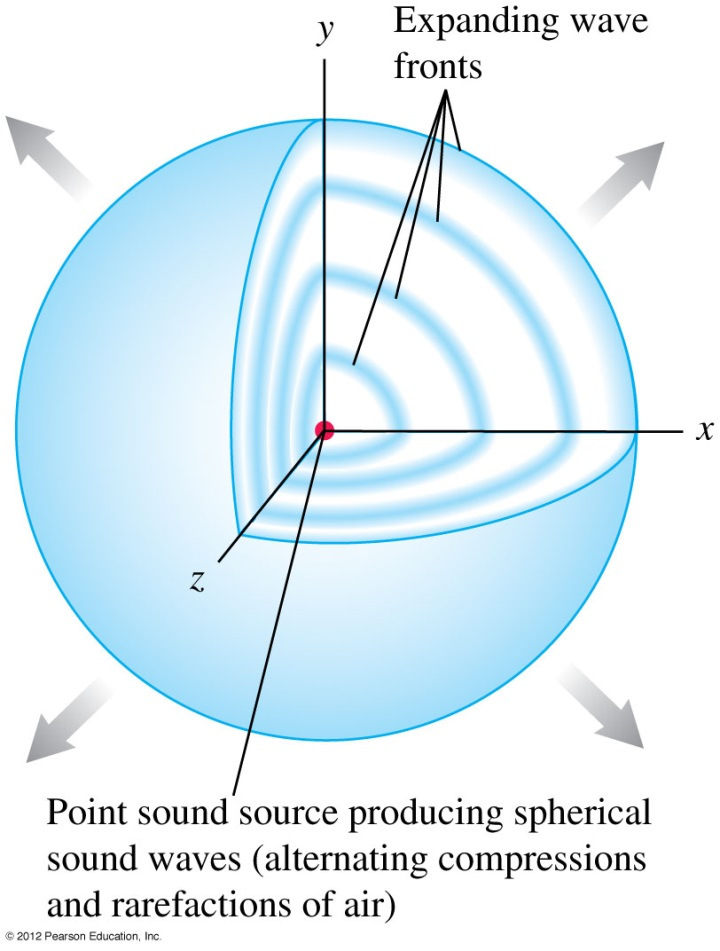 y
Expanding wave
fronts
x
z
Point sound source producing spherical
sound waves (alternating compressions
and rarefactions of air)
© 2012 Pearson Education, Inc.